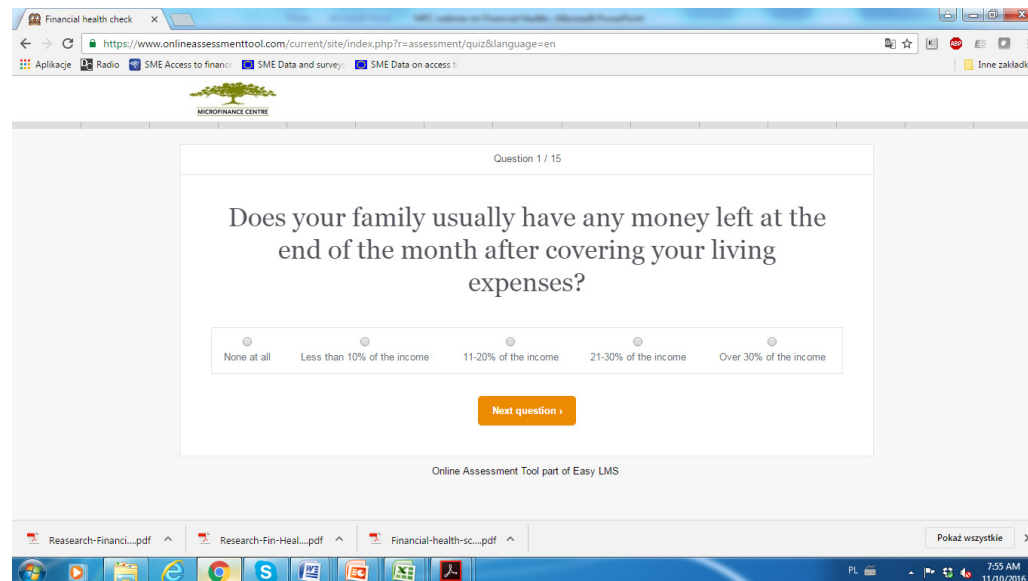 Financial health check
https://www.onlineassessmenttool.com/current/site/index.php?r=assessment/quiz&language=en
Aplikacje Radio SME Access to financ SME Data and survey SME Data on access t
Inne zakładk
MICROFINANCE CENTRE
Question 1 / 15
Does your family usually have any money left at the
end of the month after covering your living
expenses?
None at all Less than 10% of the income 11-20% of the income 21-30% of the income Over 30% of the income
Next question ›
Online Assessment Tool part of Easy LMS
Reasearch-Financi....pdf Research-Fin-Heal....pdf Financial-health-sc....pdf Pokaż wszystkie
PL 7:55 AM
11/10/2016